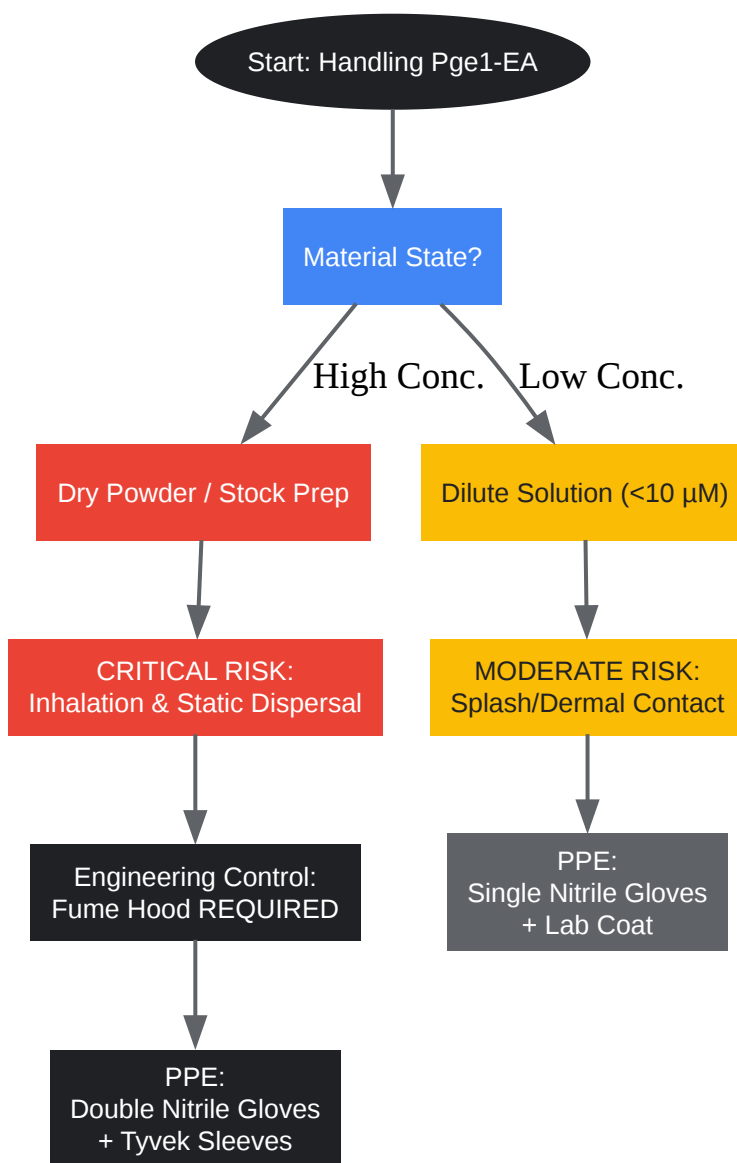 Start: Handling Pge1-EA
Material State?
High Conc.
Low Conc.
Dry Powder / Stock Prep
Dilute Solution (<10 µM)
CRITICAL RISK:
Inhalation & Static Dispersal
MODERATE RISK:
Splash/Dermal Contact
Engineering Control:
Fume Hood REQUIRED
PPE:
Single Nitrile Gloves
+ Lab Coat
PPE:
Double Nitrile Gloves
+ Tyvek Sleeves